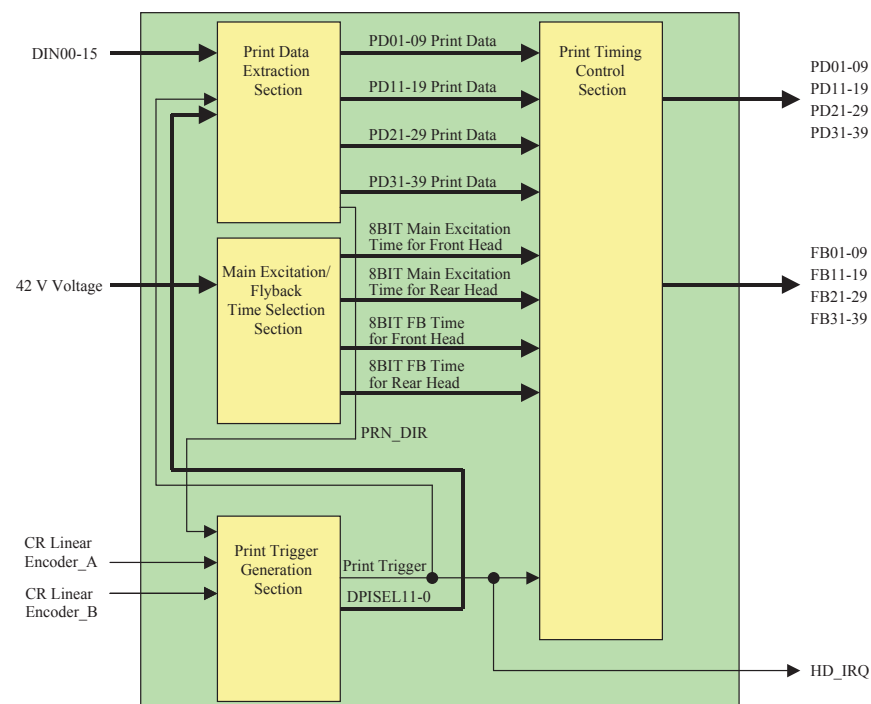 DIN00-15
Print Data
Extraction
Section
PD01-09 Print Data
PD11-19 Print Data
PD21-29 Print Data
PD31-39 Print Data
Print Timing
Control
Section
PD01-09
PD11-19
PD21-29
PD31-39
42 V Voltage
Main Excitation/
Flyback
Time Selection
Section
8BIT Main Excitation
Time for Front Head
8BIT Main Excitation
Time for Rear Head
8BIT FB Time
for Front Head
8BIT FB Time
for Rear Head
FB01-09
FB11-19
FB21-29
FB31-39
PRN_DIR
CR Linear
Encoder_A
CR Linear
Encoder_B
Print Trigger
Generation
Section
Print Trigger
DPISEL11-0
HD_IRQ